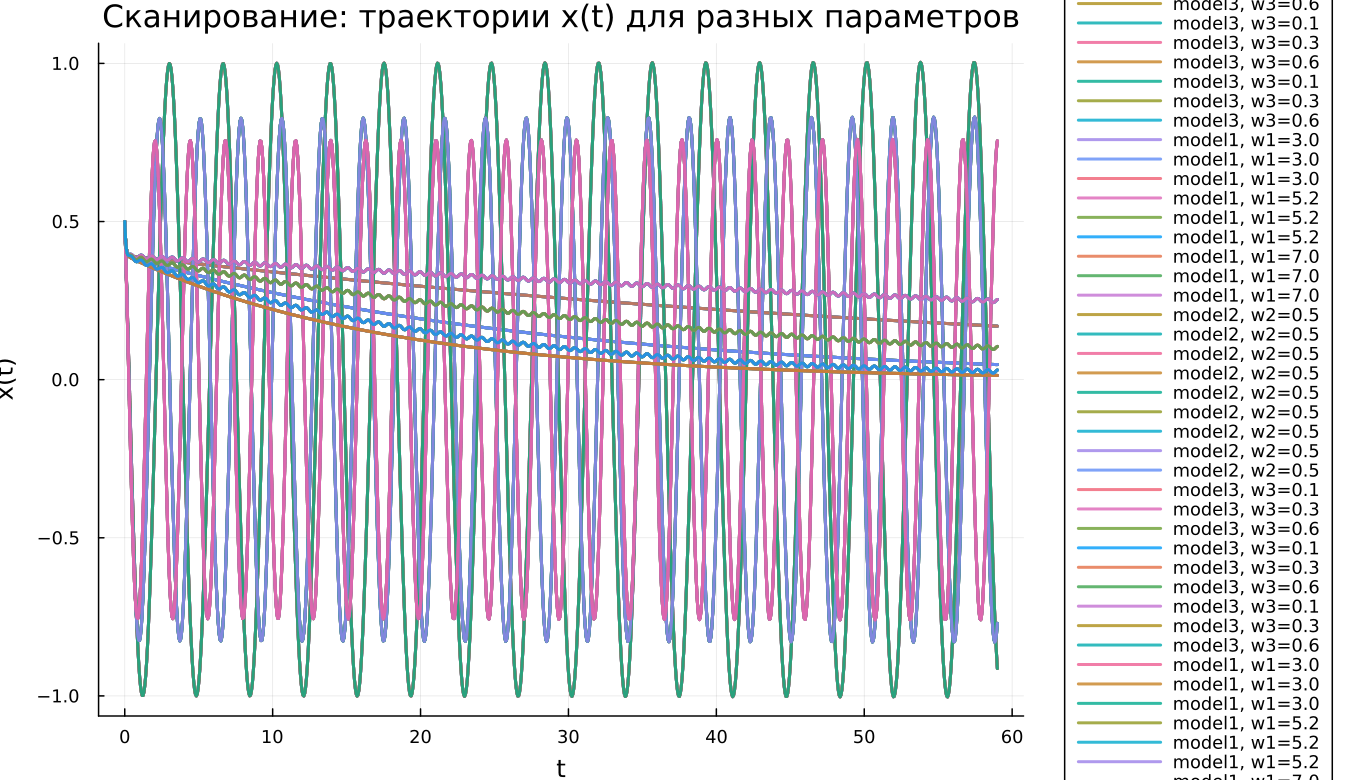 Сканирование: траектории x(t) для разных параметров
1.0
0.5
0.0
−0.5
−1.0
x(t)
0 10 20 30 40 50 60
t
model3, w3=0.6
model3, w3=0.1
model3, w3=0.3
model3, w3=0.6
model3, w3=0.1
model3, w3=0.3
model3, w3=0.6
model1, w1=3.0
model1, w1=3.0
model1, w1=3.0
model1, w1=5.2
model1, w1=5.2
model1, w1=5.2
model1, w1=7.0
model1, w1=7.0
model1, w1=7.0
model2, w2=0.5
model2, w2=0.5
model2, w2=0.5
model2, w2=0.5
model2, w2=0.5
model2, w2=0.5
model2, w2=0.5
model2, w2=0.5
model2, w2=0.5
model3, w3=0.1
model3, w3=0.3
model3, w3=0.6
model3, w3=0.1
model3, w3=0.3
model3, w3=0.6
model3, w3=0.1
model3, w3=0.3
model3, w3=0.6
model1, w1=3.0
model1, w1=3.0
model1, w1=3.0
model1, w1=5.2
model1, w1=5.2
model1, w1=5.2